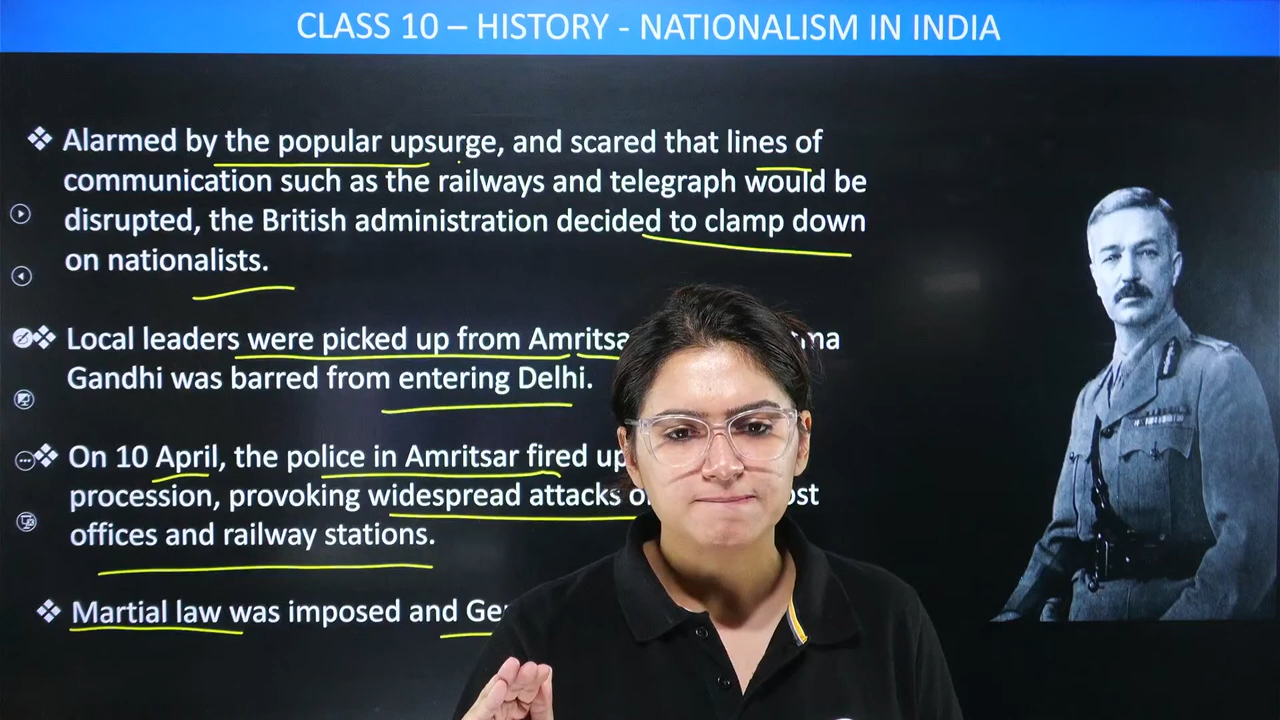 CLASS 10 – HISTORY - NATIONALISM IN INDIA
❖ Alarmed by the popular upsurge, and scared that lines of
communication such as the railways and telegraph would be
disrupted, the British administration decided to clamp down
on nationalists.
❖ Local leaders were picked up from
Gandhi was barred from entering Delhi.
❖ On 10 April, the police in Amritsar fired
procession, provoking widespread attacks
offices and railway stations.
❖ Martial law was imposed and